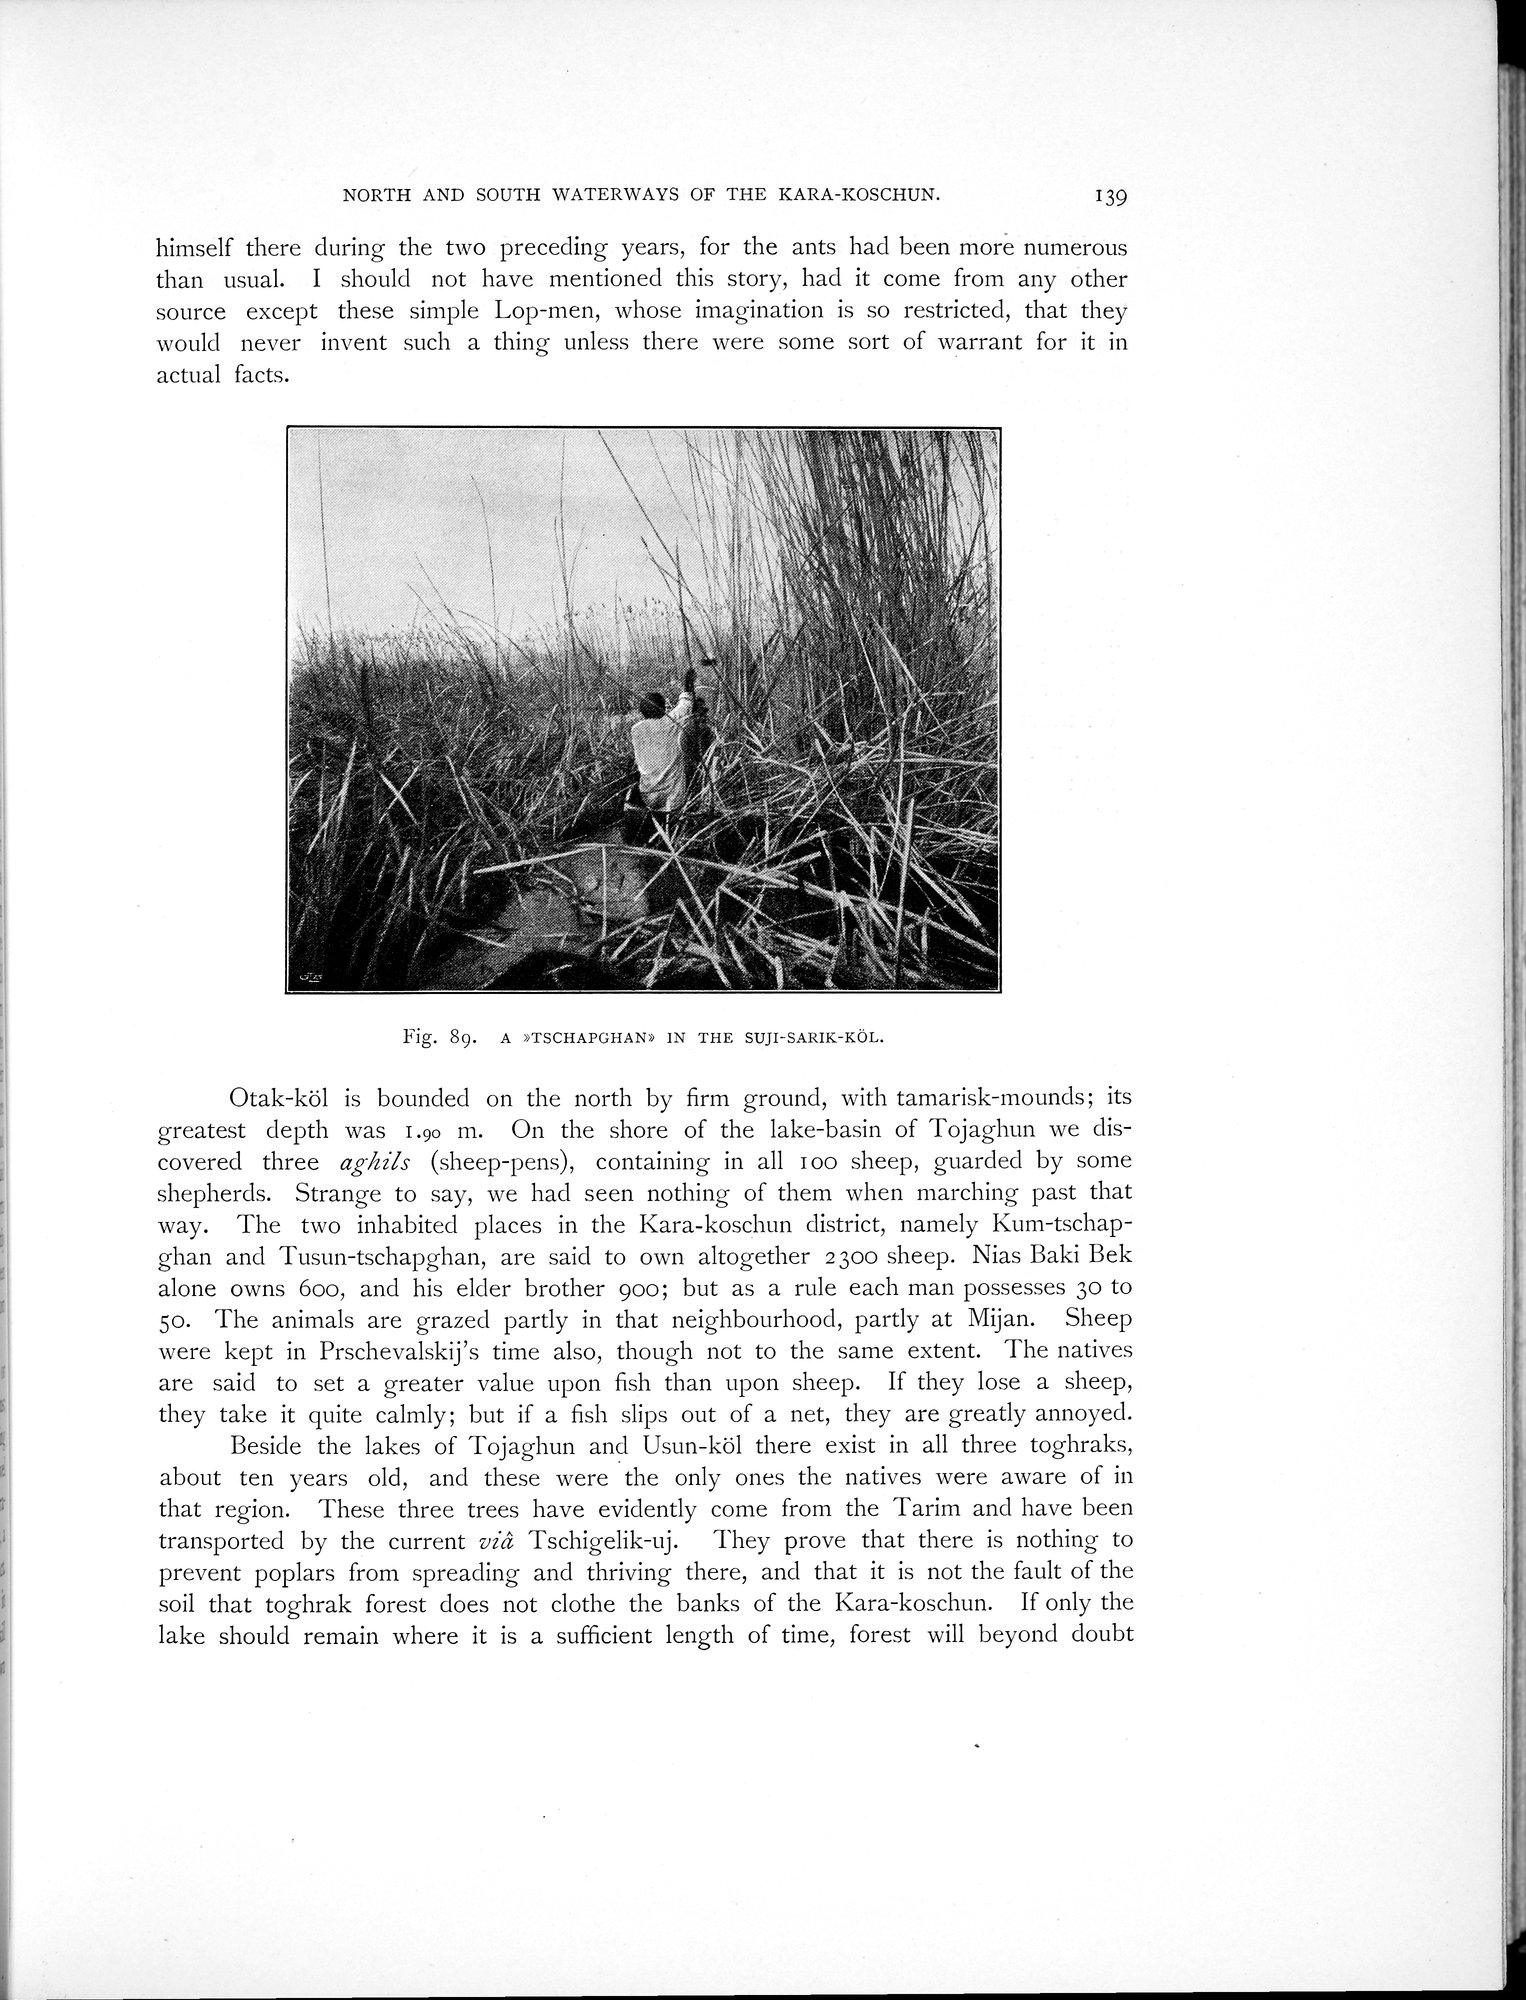 NORTH AND SOUTH WATERWAYS OF THE KARA-KOSCHUN. 139
himself there during the two preceding years, for the ants had been more numerous
than usual. I should not have mentioned this story, had it come from any other
source except these simple Lop-men, whose imagination is so restricted, that they
would never invent such a thing unless there were some sort of warrant for it in
actual facts.
Fig. 89. A »TSCHAPGHAN» IN THE SUJI-SARIK-KÖL.
Otak-köl is bounded on the north by firm ground, with tamarisk-mounds; its
greatest depth was 1.90 m. On the shore of the lake-basin of Tojaghun we dis-
covered three aghils (sheep-pens), containing in all 100 sheep, guarded by some
shepherds. Strange to say, we had seen nothing of them when marching past that
way. The two inhabited places in the Kara-koschun district, namely Kum-tschap-
ghan and Tusun-tschapghan, are said to own altogether 2300 sheep. Nias Baki Bek
alone owns 600, and his elder brother 900; but as a rule each man possesses 30 to
50. The animals are grazed partly in that neighbourhood, partly at Mijan. Sheep
were kept in Prschevalskij's time also, though not to the same extent. The natives
are said to set a greater value upon fish than upon sheep. If they lose a sheep,
they take it quite calmly; but if a fish slips out of a net, they are greatly annoyed.
Beside the lakes of Tojaghun and Usun-köl there exist in all three toghraks,
about ten years old, and these were the only ones the natives were aware of in
that region. These three trees have evidently come from the Tarim and have been
transported by the current viâ Tschigelik-uj. They prove that there is nothing to
prevent poplars from spreading and thriving there, and that it is not the fault of the
soil that toghrak forest does not clothe the banks of the Kara-koschun. If only the
lake should remain where it is a sufficient length of time, forest will beyond doubt